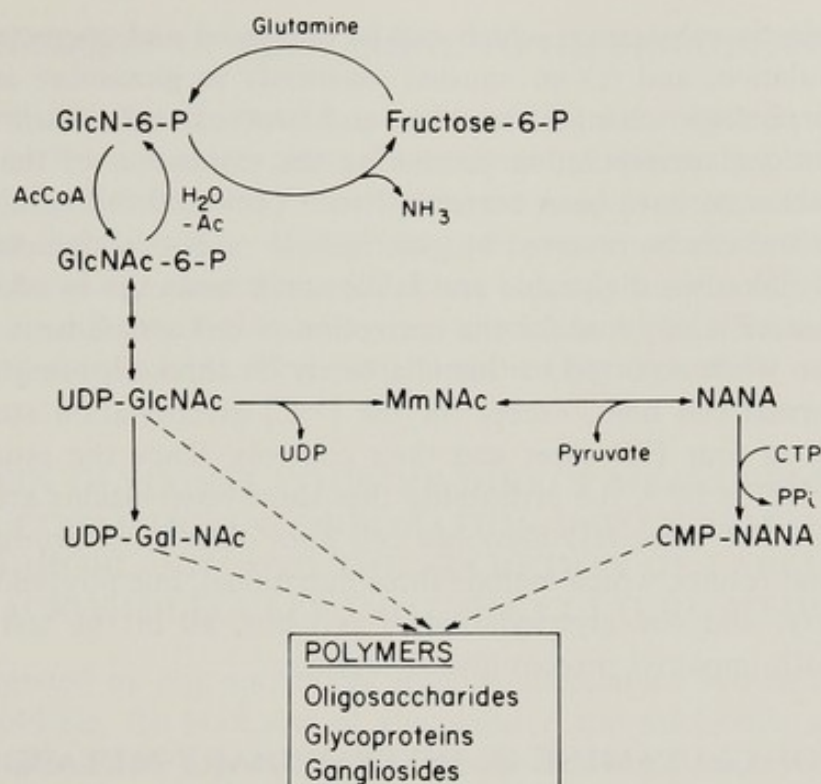 Glutamine
GlcN-6-P
Fructose-6-P
AcCoA
H₂O
-Ac
NH₃
GlcNAc-6-P
UDP-GlcNAc
MmNAc
NANA
UDP
Pyruvate
CTP
PPi
UDP-Gal-NAc
CMP-NANA
POLYMERS
Oligosaccharides
Glycoproteins
Gangliosides